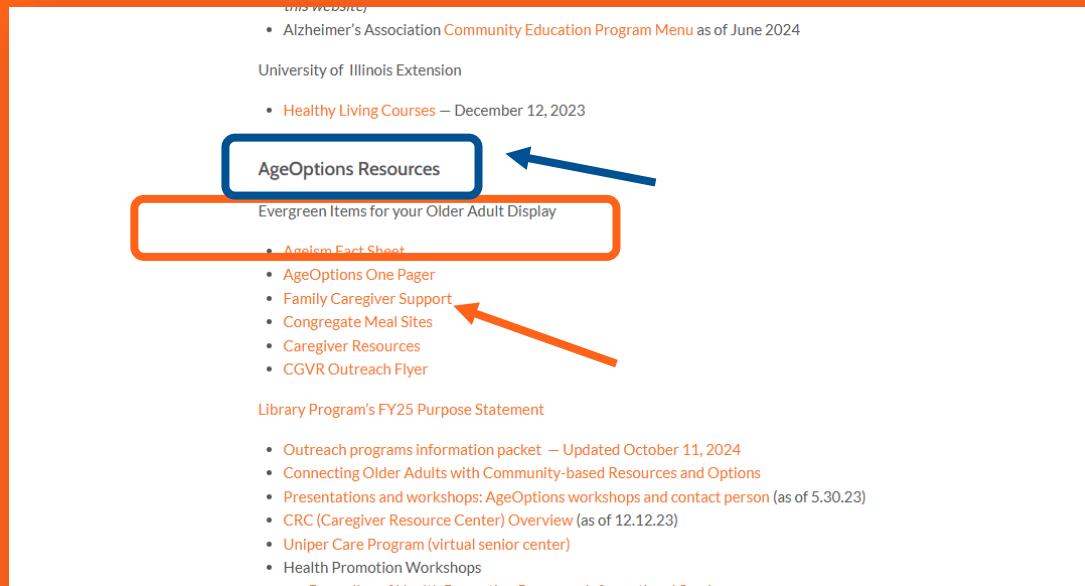 this website)
• Alzheimer's Association Community Education Program Menu as of June 2024
University of Illinois Extension
• Healthy Living Courses — December 12, 2023
AgeOptions Resources
Evergreen Items for your Older Adult Display
• Ageism Fact Sheet
• AgeOptions One Pager
• Family Caregiver Support
• Congregate Meal Sites
• Caregiver Resources
• CGVR Outreach Flyer
Library Program's FY25 Purpose Statement
• Outreach programs information packet — Updated October 11, 2024
• Connecting Older Adults with Community-based Resources and Options
• Presentations and workshops: AgeOptions workshops and contact person (as of 5.30.23)
• CRC (Caregiver Resource Center) Overview (as of 12.12.23)
• Uniper Care Program (virtual senior center)
• Health Promotion Workshops